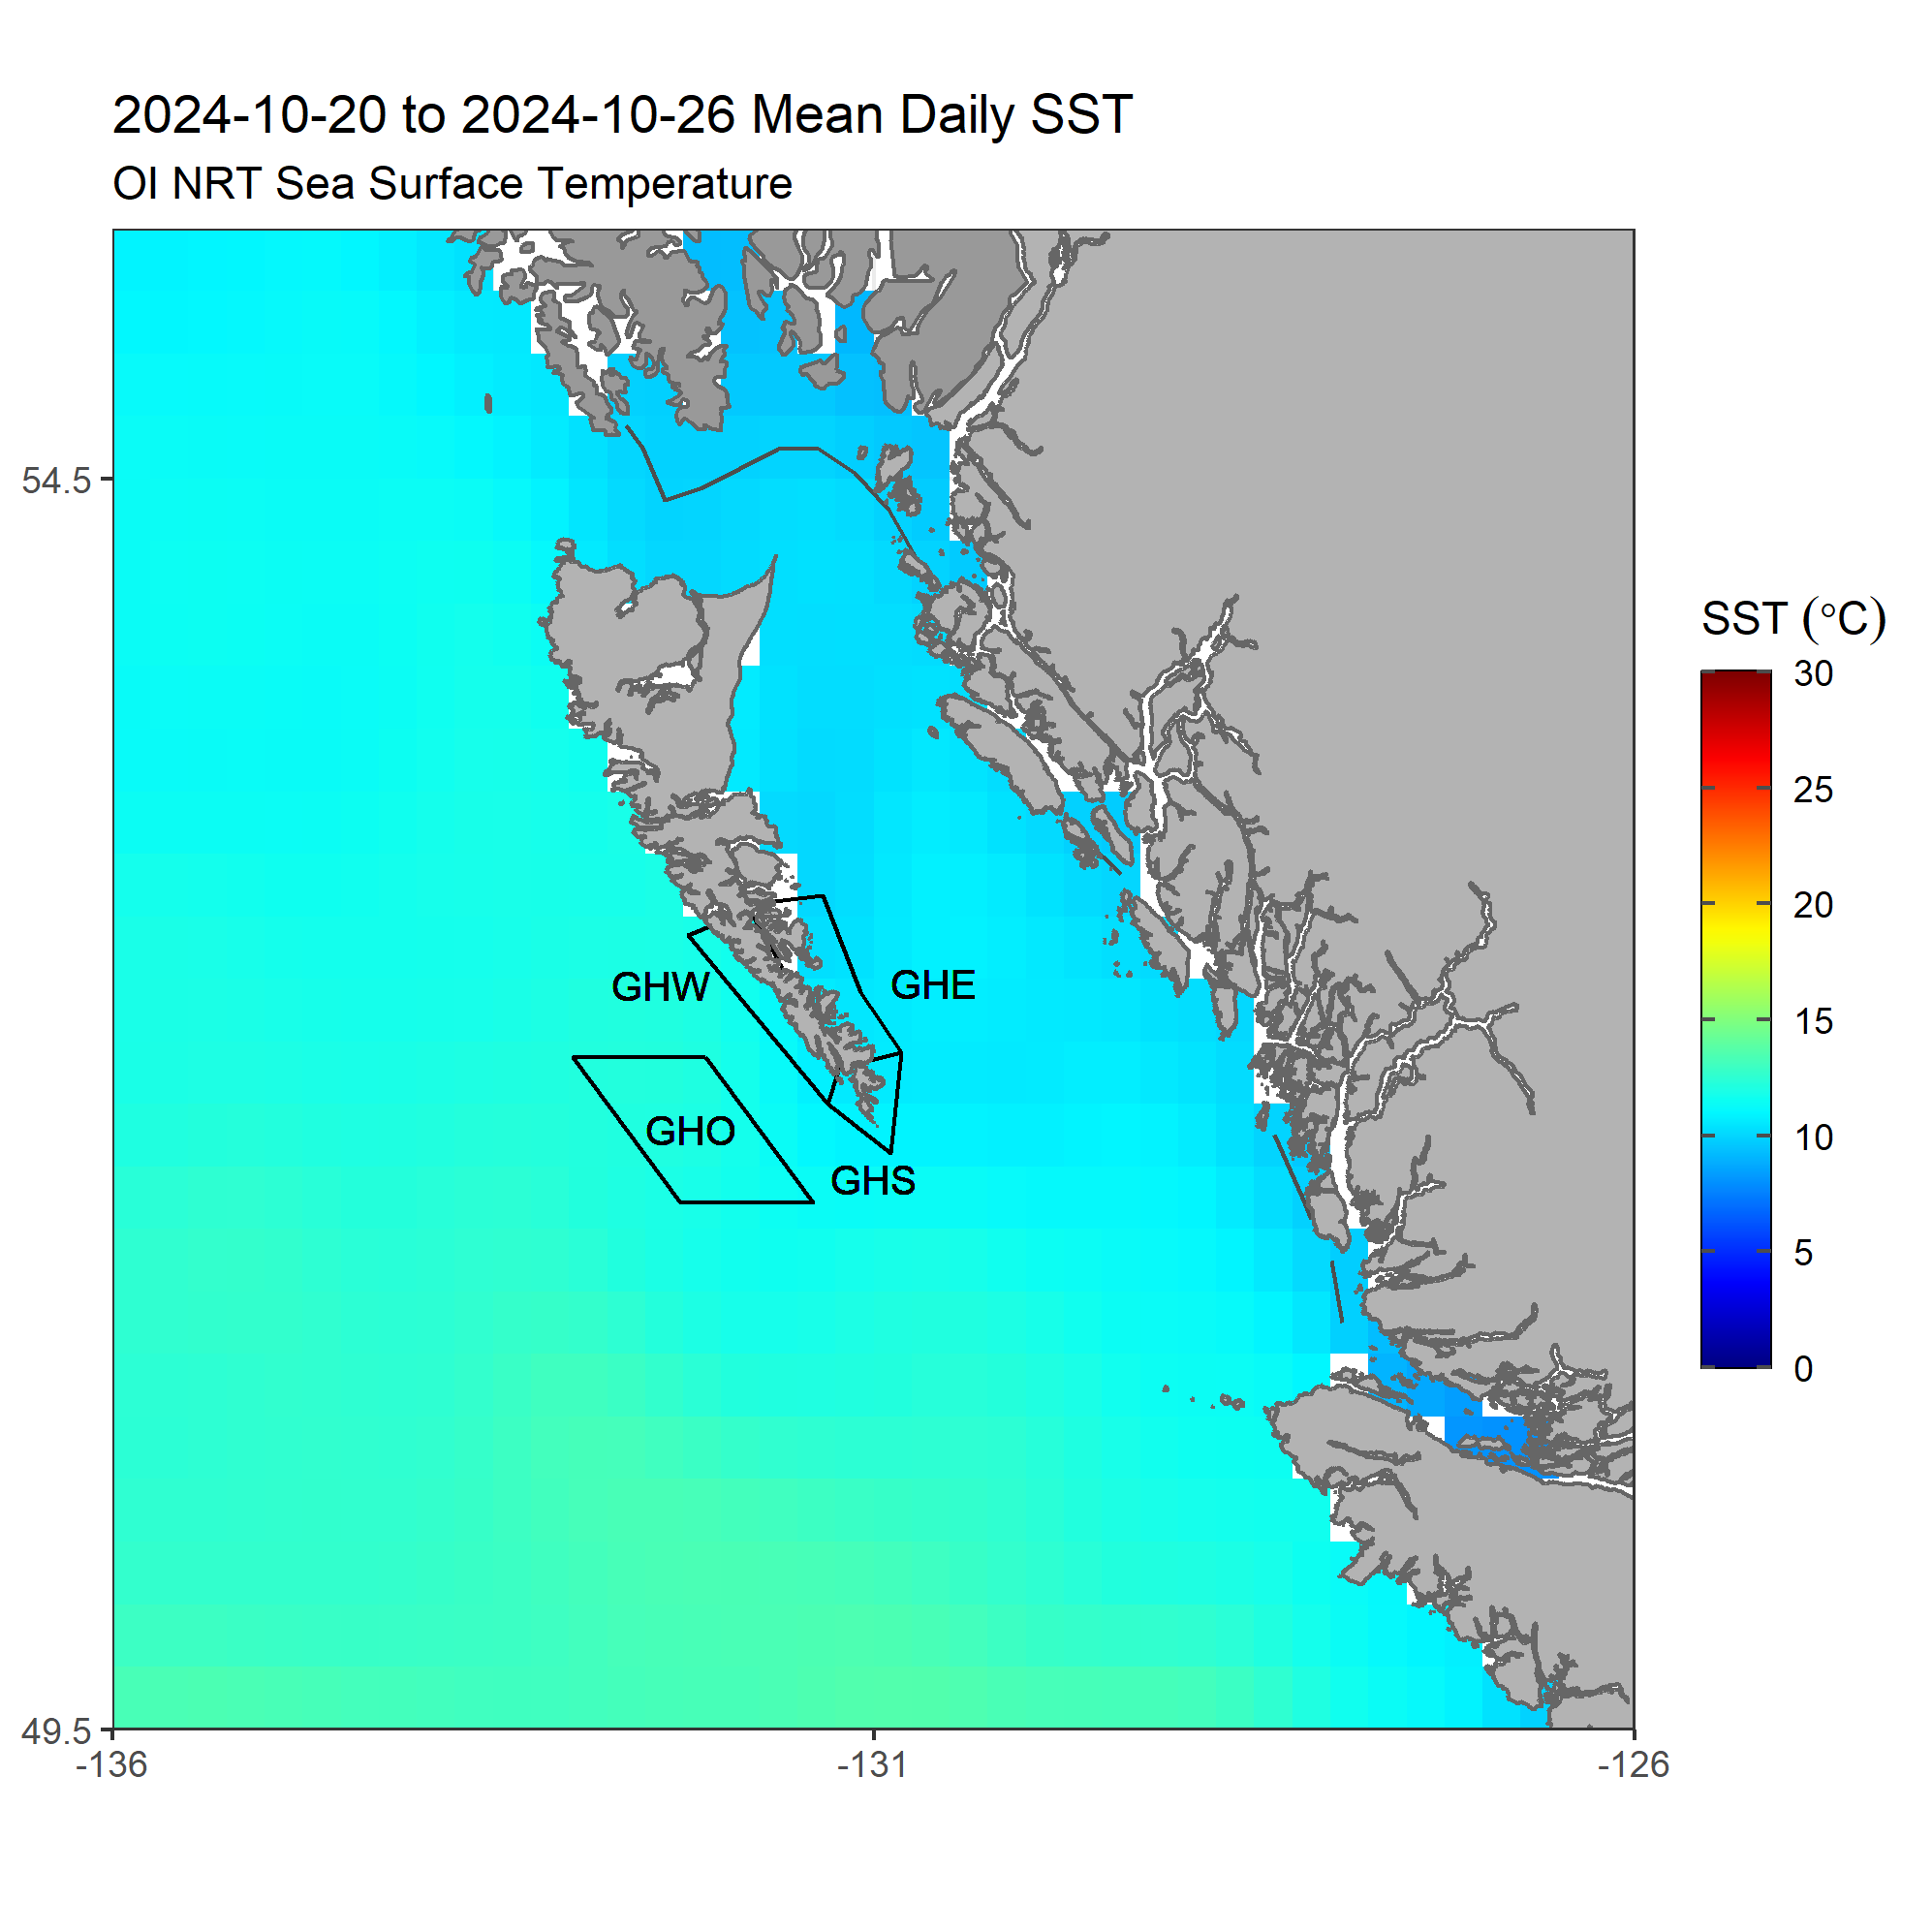 2024-10-20 to 2024-10-26 Mean Daily SST
OI NRT Sea Surface Temperature
54.5
49.5
-136
-131
-126
GHW
GHE
GHO
GHS
SST (°C)
30
25
20
15
10
5
0